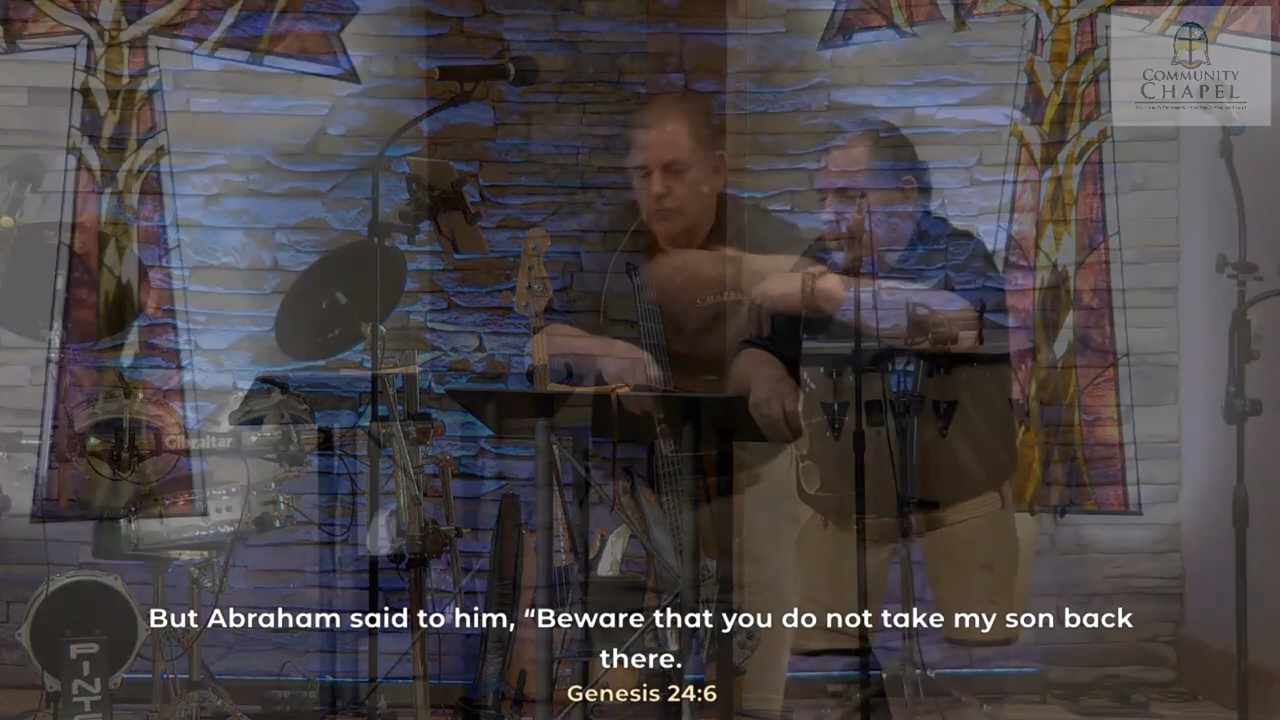 COMMUNITY
CHAPEL
CHAPEL
Gibraltar
But Abraham said to him, “Beware that you do not take my son back
there.
Genesis 24:6